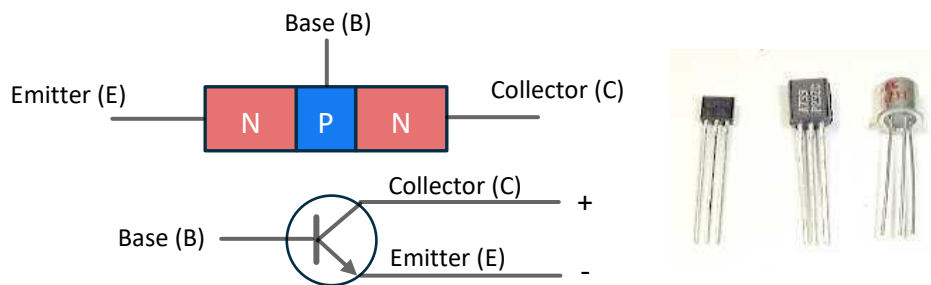 Base (B)
Emitter (E)
Collector (C)
N P N
Collector (C)
+
Base (B)
Emitter (E)
-